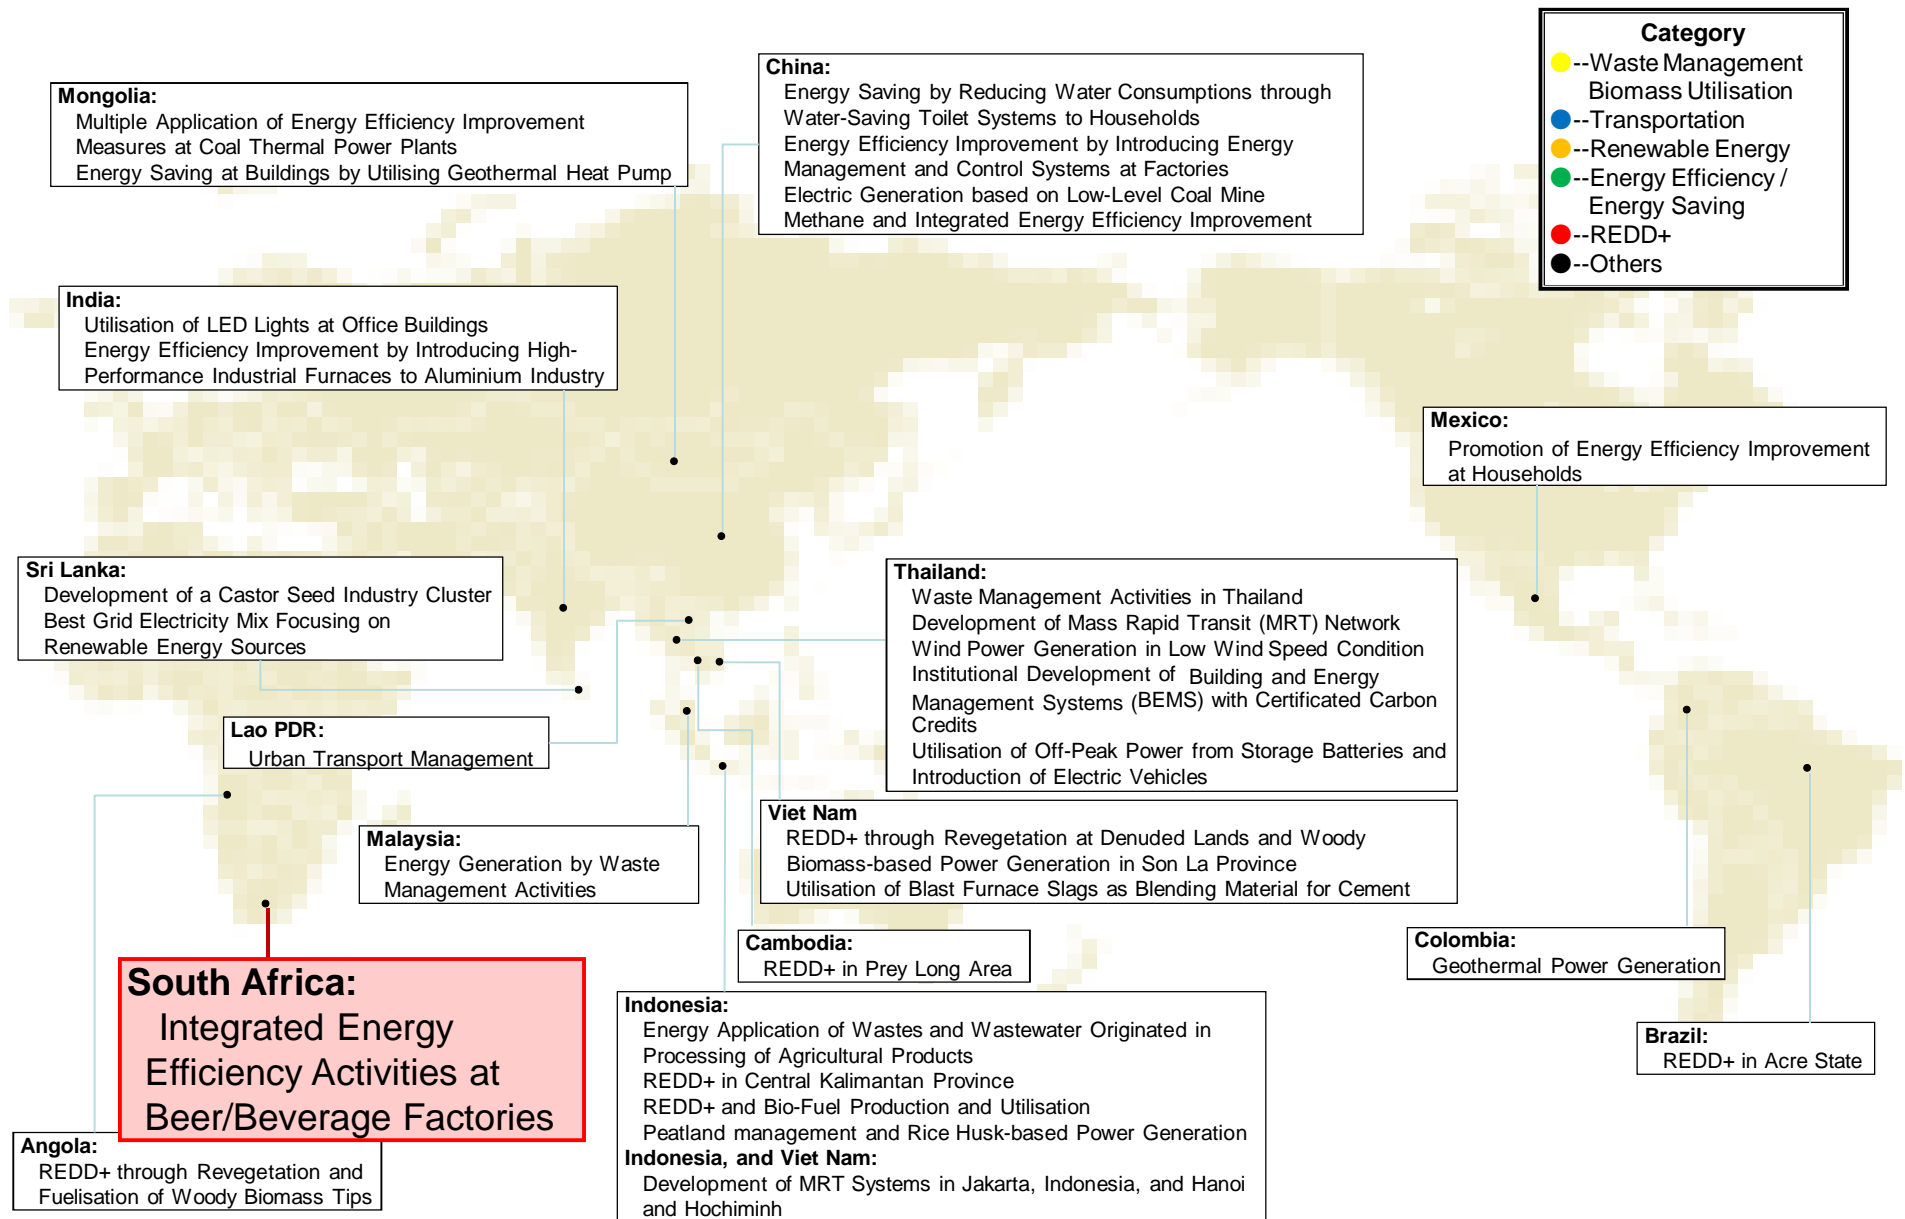 Category
--Waste Management
Biomass Utilisation
--Transportation
--Renewable Energy
--Energy Efficiency /
Energy Saving
--REDD+
--Others
Mongolia:
Multiple Application of Energy Efficiency Improvement
Measures at Coal Thermal Power Plants
Energy Saving at Buildings by Utilising Geothermal Heat Pump
China:
Energy Saving by Reducing Water Consumptions through
Water-Saving Toilet Systems to Households
Energy Efficiency Improvement by Introducing Energy
Management and Control Systems at Factories
Electric Generation based on Low-Level Coal Mine
Methane and Integrated Energy Efficiency Improvement
India:
Utilisation of LED Lights at Office Buildings
Energy Efficiency Improvement by Introducing High-
Performance Industrial Furnaces to Aluminium Industry
Mexico:
Promotion of Energy Efficiency Improvement
at Households
Sri Lanka:
Development of a Castor Seed Industry Cluster
Best Grid Electricity Mix Focusing on
Renewable Energy Sources
Thailand:
Waste Management Activities in Thailand
Development of Mass Rapid Transit (MRT) Network
Wind Power Generation in Low Wind Speed Condition
Institutional Development of Building and Energy
Management Systems (BEMS) with Certificated Carbon
Credits
Utilisation of Off-Peak Power from Storage Batteries and
Introduction of Electric Vehicles
Lao PDR:
Urban Transport Management
Malaysia:
Energy Generation by Waste
Management Activities
Viet Nam
REDD+ through Revegetation at Denuded Lands and Woody
Biomass-based Power Generation in Son La Province
Utilisation of Blast Furnace Slags as Blending Material for Cement
Cambodia:
REDD+ in Prey Long Area
Colombia:
Geothermal Power Generation
South Africa:
Integrated Energy
Efficiency Activities at
Beer/Beverage Factories
Indonesia:
Energy Application of Wastes and Wastewater Originated in
Processing of Agricultural Products
REDD+ in Central Kalimantan Province
REDD+ and Bio-Fuel Production and Utilisation
Peatland management and Rice Husk-based Power Generation
Indonesia, and Viet Nam:
Development of MRT Systems in Jakarta, Indonesia, and Hanoi
and Hochiminh
Brazil:
REDD+ in Acre State
Angola:
REDD+ through Revegetation and
Fuelisation of Woody Biomass Tips